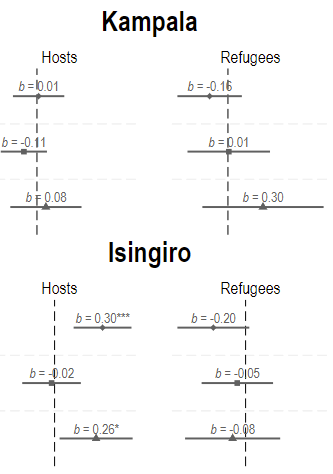 Kampala
Hosts Refugees
b = 0.01 b = -0.16
b = -0.11 b = 0.01
b = 0.08 b = 0.30
Isingiro
Hosts Refugees
b = 0.30*** b = -0.20
b = -0.02 b = -0.05
b = 0.26* b = -0.08